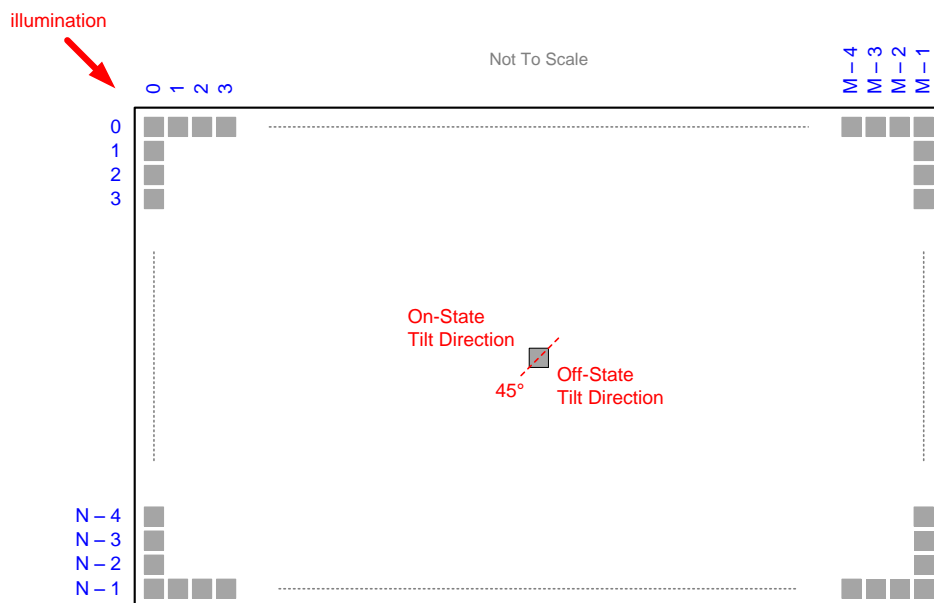 illumination
Not To Scale
0
1
2
3
M – 4
M – 3
M – 2
M – 1
0
1
2
3
On-State
Tilt Direction
Off-State
Tilt Direction
45°
N – 4
N – 3
N – 2
N – 1